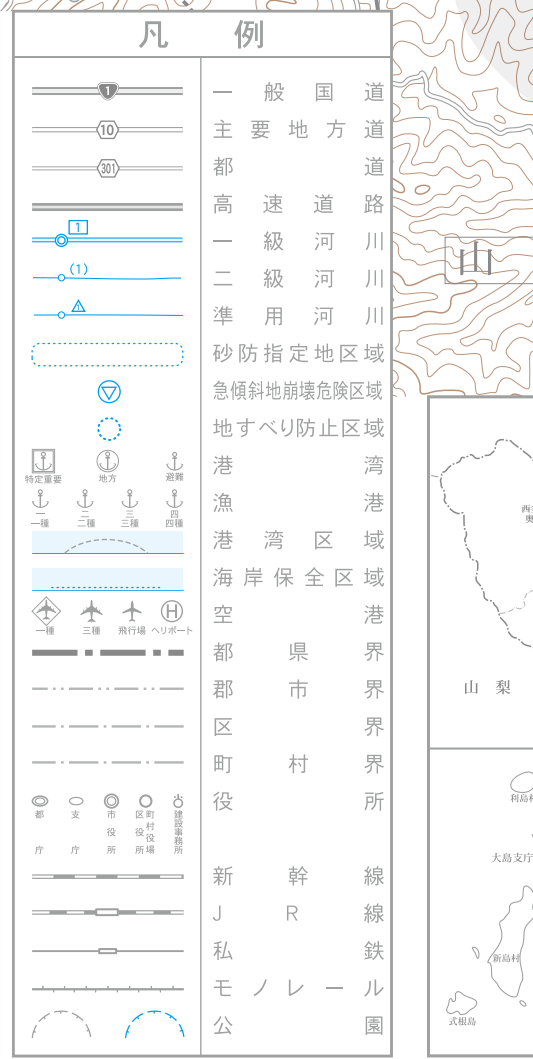 凡例
1 一般国道
10 主要地方道
301 都道
高速道路
1 一級河川
(1) 二級河川
1 準用河川
砂防指定地区域
急傾斜地崩壊危険区域
地すべり防止区域
特定重要 地方 避難 港湾
一 二 三 四 漁港
一種 二種 三種 四種
港湾区域
海岸保全区域
一種 三種 飛行場 H ヘリポート 空港
都県界
郡市界
区界
町村界
都庁 支庁 市役所 区役所 町村役場 建設事務所 役所
新幹線
JR線
私鉄
モノレール
公園
山
山梨
利島村
大島支庁
新島村
式根島